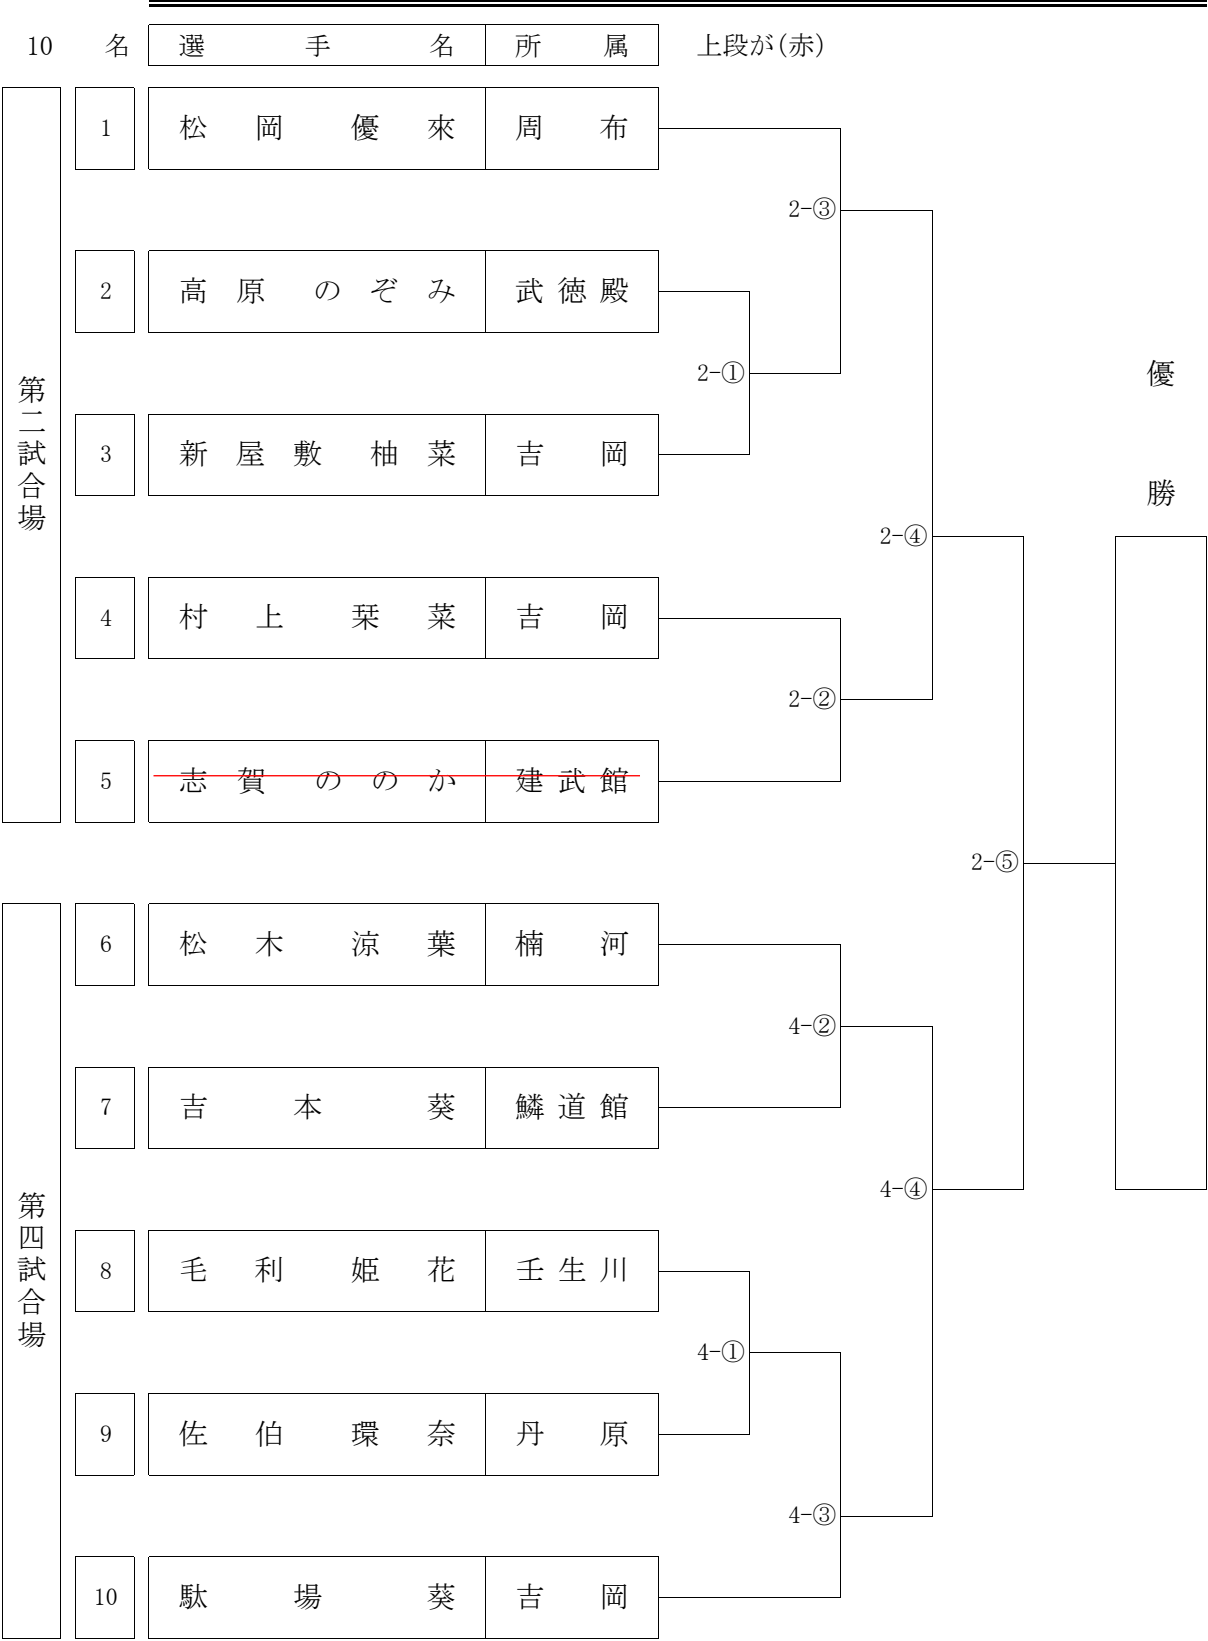 10 名 選手名 所属 上段が(赤)
第二試合場
1 松岡 優來 周布
2-③
2 高原 のぞみ 武徳殿
2-①
優勝
3 新屋敷 柚菜 吉岡
2-④
4 村上 栞菜 吉岡
2-②
5 志賀 ののか 建武館
2-⑤
第四試合場
6 松木 涼葉 楠河
4-②
7 吉本 葵 鱗道館
4-④
8 毛利 姫花 壬生川
4-①
9 佐伯 環奈 丹原
4-③
10 駄場 葵 吉岡